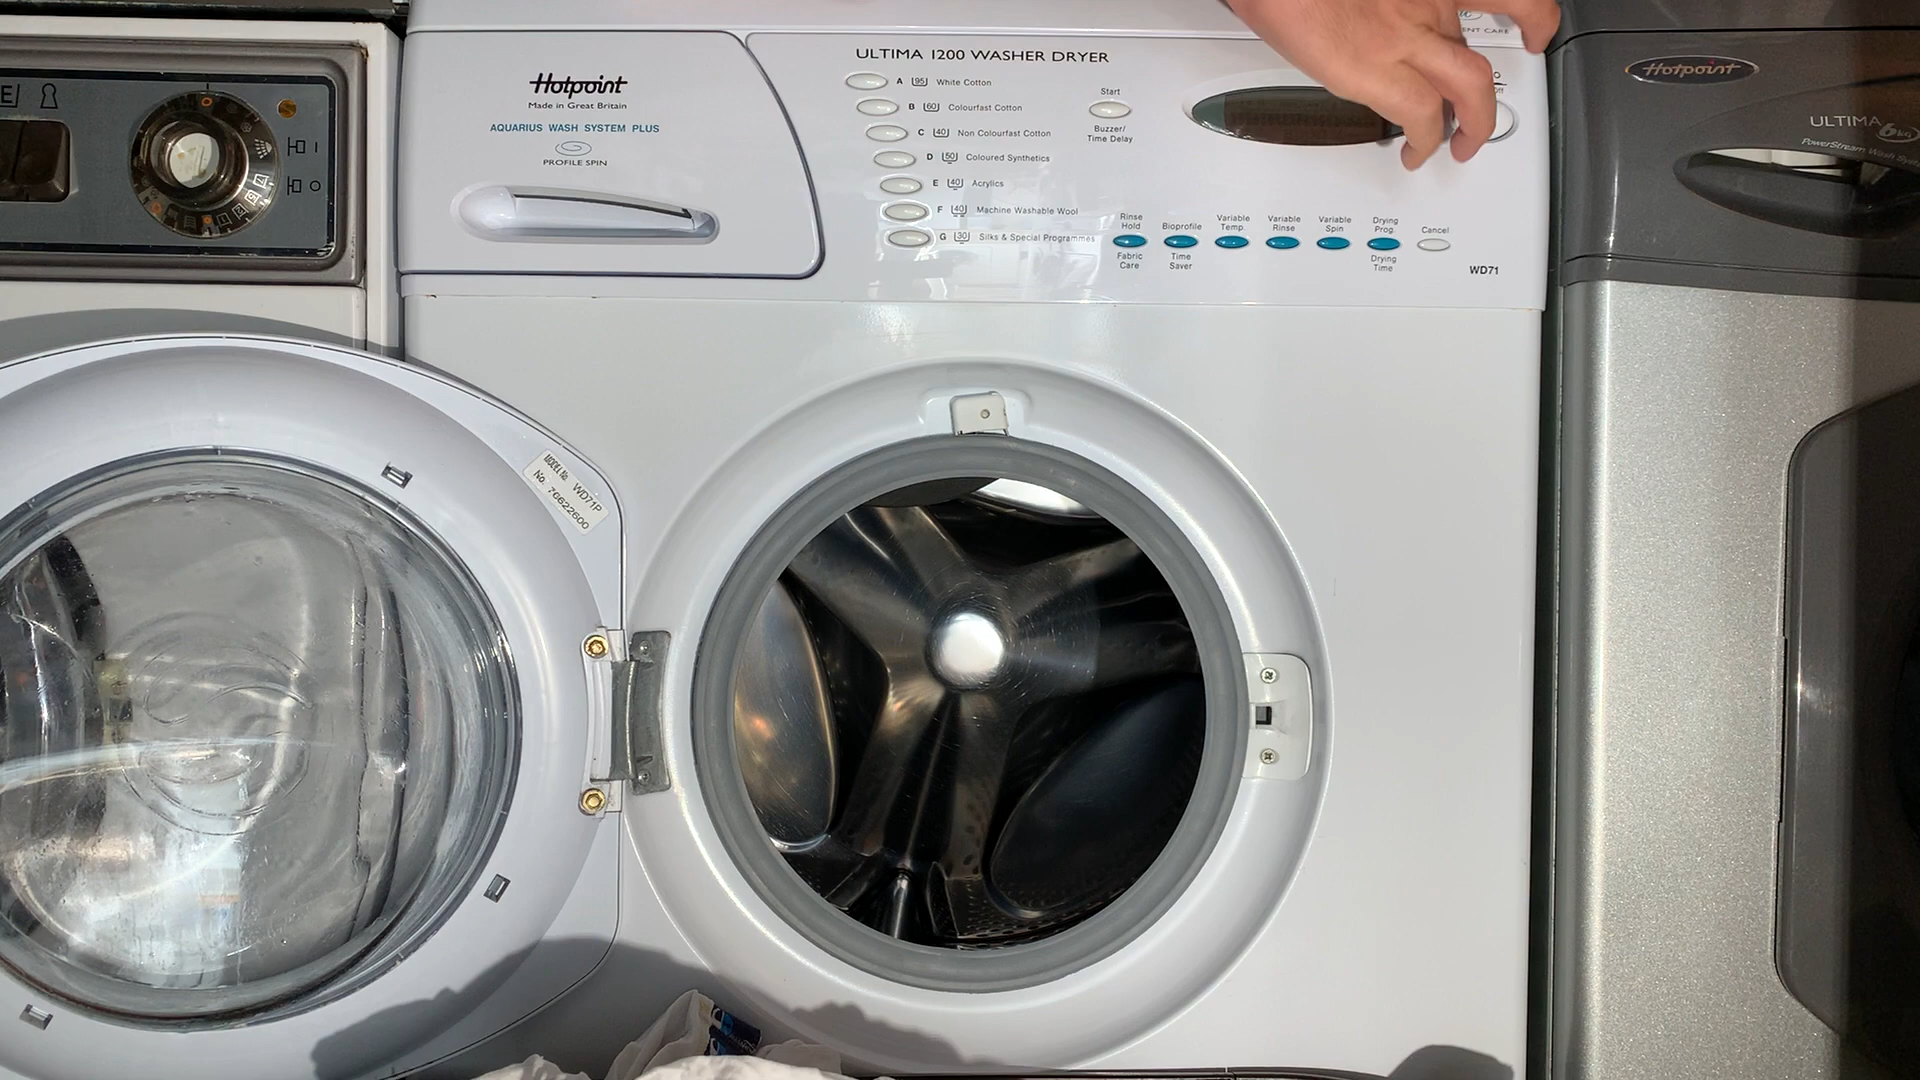 Hotpoint
Made in Great Britain
AQUARIUS WASH SYSTEM PLUS
PROFILE SPIN
ULTIMA 1200 WASHER DRYER
A 95 White Cotton
B 60 Colourfast Cotton
C 40 Non Colourfast Cotton
D 50 Coloured Synthetics
E 40 Acrylics
F 40 Machine Washable Wool
G 30 Silks & Special Programmes
Start
Buzzer/
Time Delay
Rinse
Hold
Fabric
Care
Bioprofile
Time
Saver
Variable
Temp.
Variable
Rinse
Variable
Spin
Drying
Prog.
Drying
Time
Cancel
WD71
MODEL No. WD71P
No. 76622600
Hotpoint
ULTIMA 6kg
PowerStream Wash